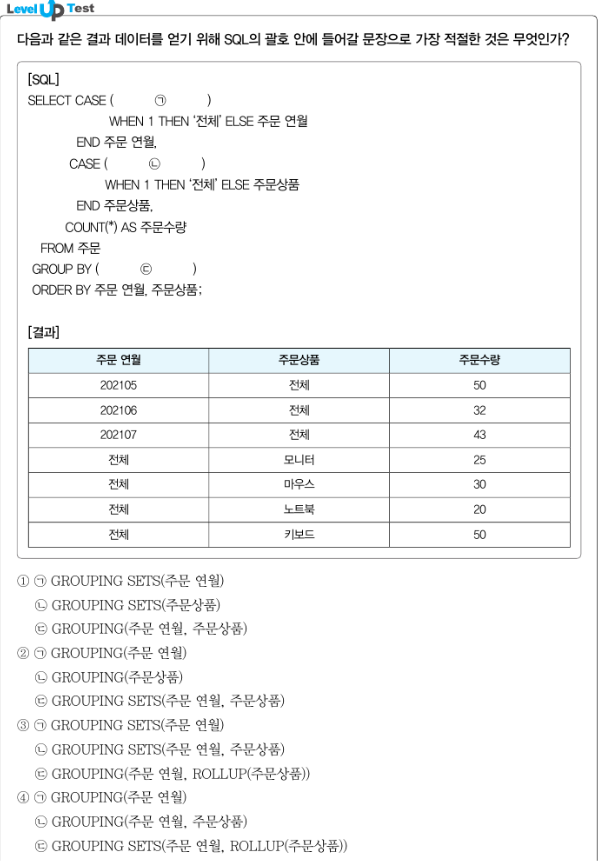 Level Up Test
다음과 같은 결과 데이터를 얻기 위해 SQL의 괄호 안에 들어갈 문장으로 가장 적절한 것은 무엇인가?
[SQL]
SELECT CASE ( ㉠ )
WHEN 1 THEN ‘전체’ ELSE 주문 연월
END 주문 연월,
CASE ( ㉡ )
WHEN 1 THEN ‘전체’ ELSE 주문상품
END 주문상품,
COUNT(*) AS 주문수량
FROM 주문
GROUP BY ( ㉢ )
ORDER BY 주문 연월, 주문상품;
[결과]
주문 연월 주문상품 주문수량
202105 전체 50
202106 전체 32
202107 전체 43
전체 모니터 25
전체 마우스 30
전체 노트북 20
전체 키보드 50
① ㉠ GROUPING SETS(주문 연월)
㉡ GROUPING SETS(주문상품)
㉢ GROUPING(주문 연월, 주문상품)
② ㉠ GROUPING(주문 연월)
㉡ GROUPING(주문상품)
㉢ GROUPING SETS(주문 연월, 주문상품)
③ ㉠ GROUPING SETS(주문 연월)
㉡ GROUPING SETS(주문 연월, 주문상품)
㉢ GROUPING(주문 연월, ROLLUP(주문상품))
④ ㉠ GROUPING(주문 연월)
㉡ GROUPING(주문 연월, 주문상품)
㉢ GROUPING SETS(주문 연월, ROLLUP(주문상품))